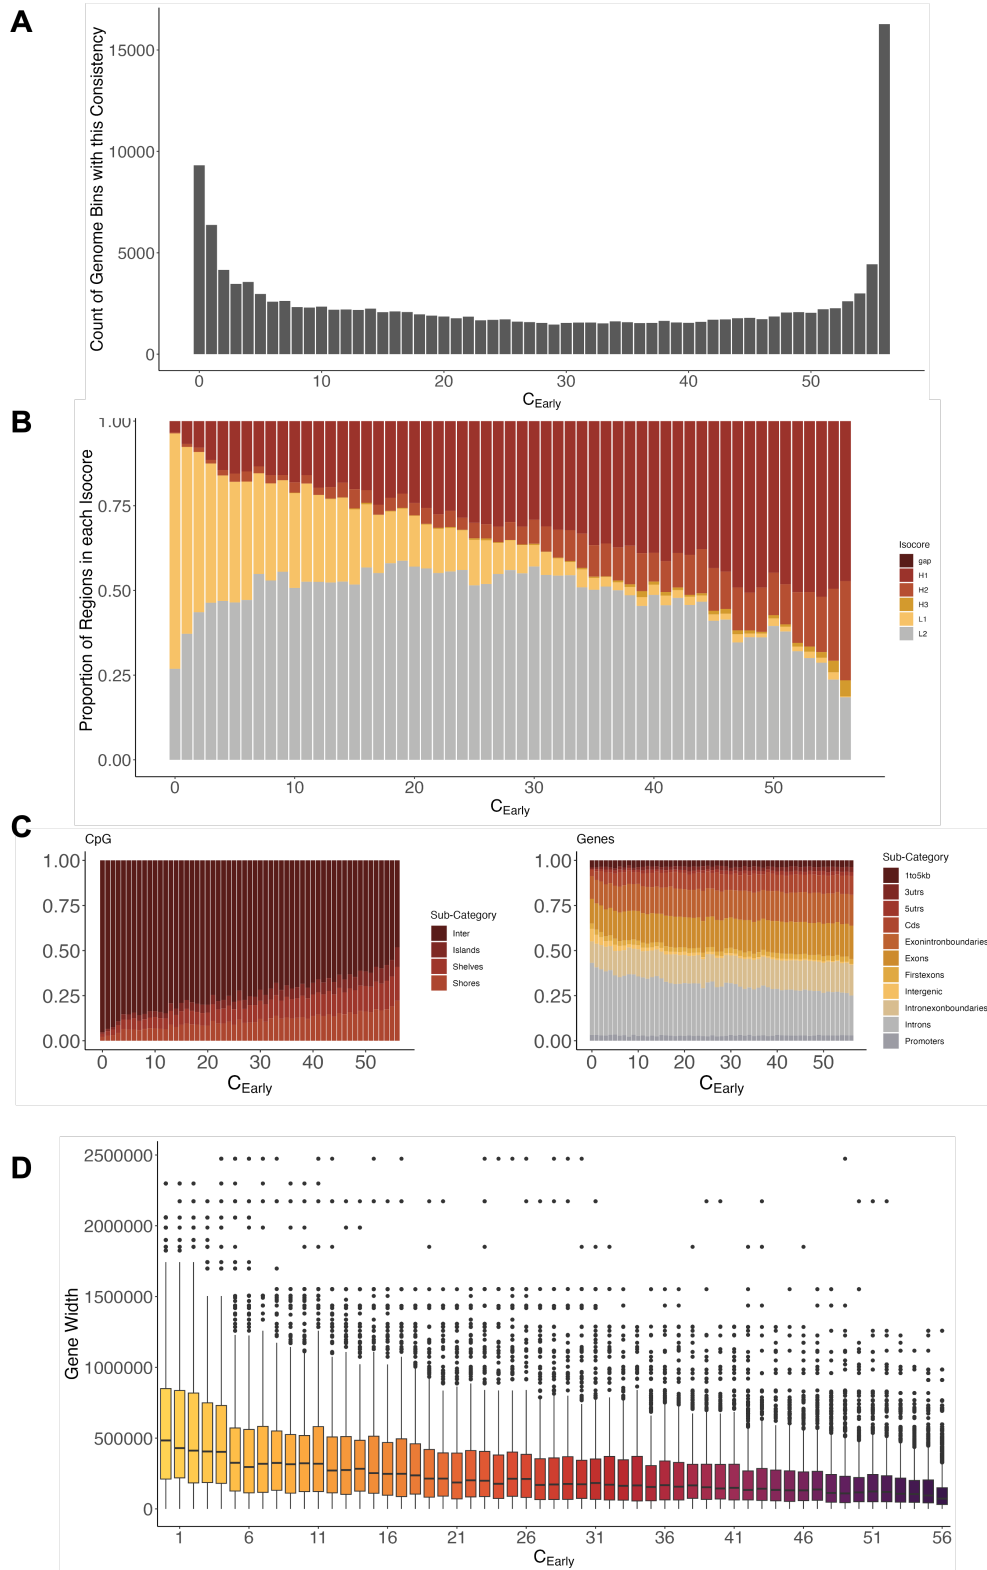 A
Count of Genome Bins with this Consistency
15000
10000
5000
0
0 10 20 30 40 50
CEarly
B
Proportion of Regions in each Isocore
1.00
0.75
0.50
0.25
0.00
0 10 20 30 40 50
CEarly
Isocore
gap
H1
H2
H3
L1
L2
C
CpG
1.00
0.75
0.50
0.25
0.00
0 10 20 30 40 50
CEarly
Sub-Category
Inter
Islands
Shelves
Shores
Genes
1.00
0.75
0.50
0.25
0.00
0 10 20 30 40 50
CEarly
Sub-Category
1to5kb
3utrs
5utrs
Cds
Exonintronboundaries
Exons
Firstexons
Intergenic
Intronexonboundaries
Introns
Promoters
D
Gene Width
2500000
2000000
1500000
1000000
500000
0
1 6 11 16 21 26 31 36 41 46 51 56
CEarly